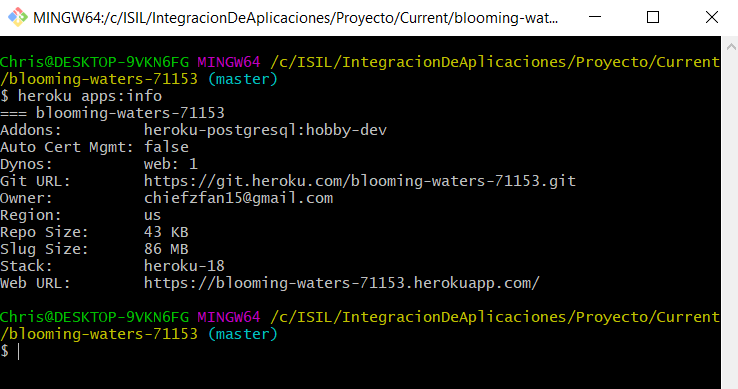 MINGW64:/c/ISIL/IntegracionDeAplicaciones/Proyecto/Current/blooming-wat...
Chris@DESKTOP-9VKN6FG MINGW64 /c/ISIL/IntegracionDeAplicaciones/Proyecto/Current
/blooming-waters-71153 (master)
$ heroku apps:info
=== blooming-waters-71153
Addons:         heroku-postgresql:hobby-dev
Auto Cert Mgmt: false
Dynos:          web: 1
Git URL:        https://git.heroku.com/blooming-waters-71153.git
Owner:          chiefzfan15@gmail.com
Region:         us
Repo Size:      43 KB
Slug Size:      86 MB
Stack:          heroku-18
Web URL:        https://blooming-waters-71153.herokuapp.com/
Chris@DESKTOP-9VKN6FG MINGW64 /c/ISIL/IntegracionDeAplicaciones/Proyecto/Current
/blooming-waters-71153 (master)
$